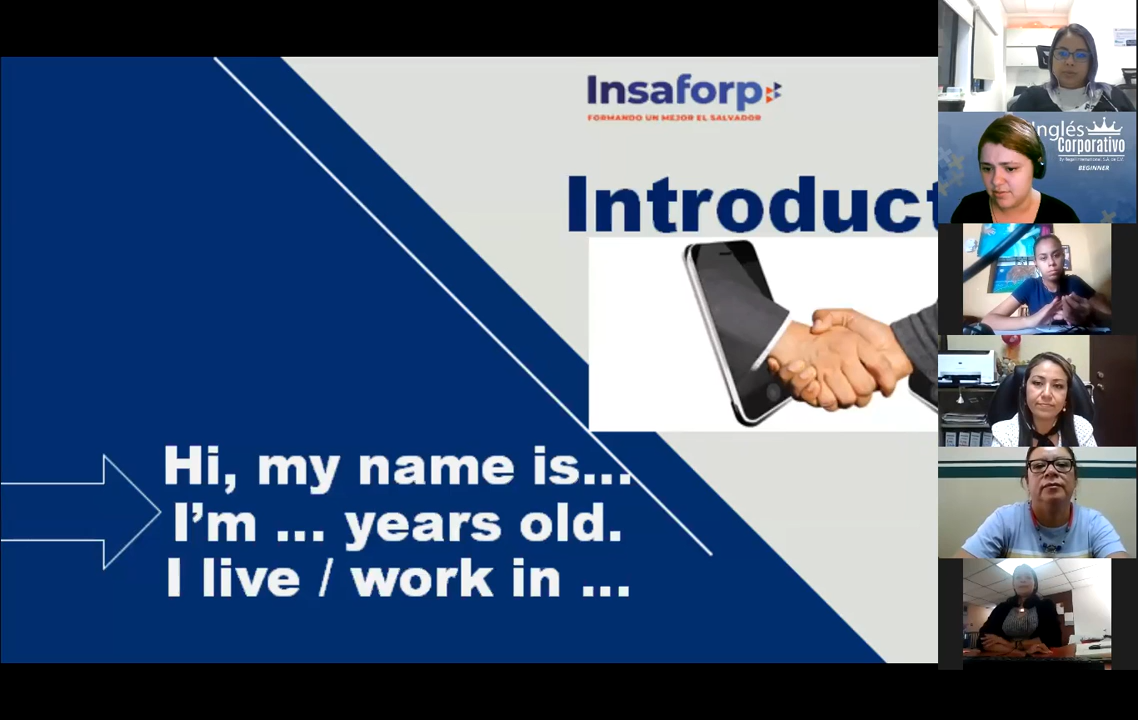 Insaforp
FORMANDO UN MEJOR EL SALVADOR
Introduct
Hi, my name is...
I'm ... years old.
I live / work in ...
Inglés
Corporativo
BEGINNER